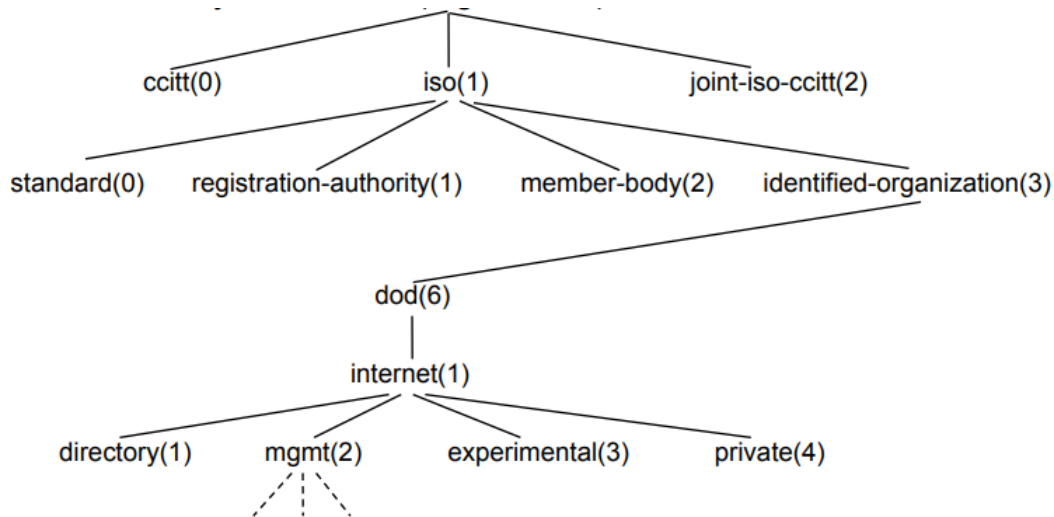 ccitt(0) iso(1) joint-iso-ccitt(2)
standard(0) registration-authority(1) member-body(2) identified-organization(3)
dod(6)
internet(1)
directory(1) mgmt(2) experimental(3) private(4)